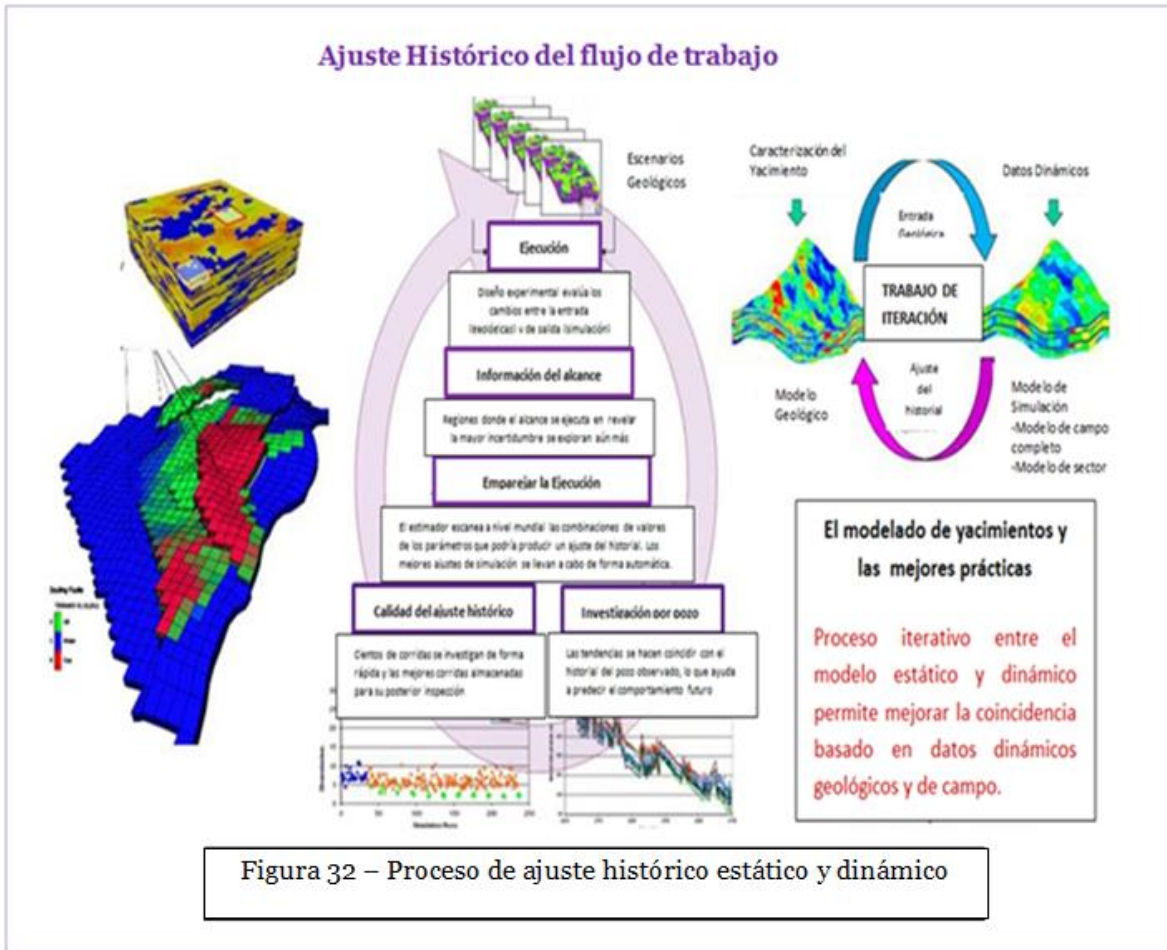 Ajuste Histórico del flujo de trabajo
Escenarios
Geológicos
Ejecución
Diseño experimental evalúa los
cambios entre la entrada
(geológicas) y de salida (simulación)
Información del alcance
Regiones donde el alcance se ejecuta en revelar
la mayor incertidumbre se exploran aún más
Emparejar la Ejecución
El estimador escanea a nivel mundial las combinaciones de valores
de los parámetros que podría producir un ajuste del historial. Los
mejores ajustes de simulación se llevan a cabo de forma automática.
Calidad del ajuste histórico
Cientos de corridas se investigan de forma
rápida y las mejores corridas almacenadas
para su posterior inspección
Investigación por pozo
Las tendencias se hacen coincidir con el
historial del pozo observado, lo que ayuda
a predecir el comportamiento futuro
0 50 100 150 200 250
Caracterización del
Yacimiento
Datos Dinámicos
Entrada
Geológica
TRABAJO DE
ITERACIÓN
Ajuste
del
historial
Modelo
Geológico
Modelo de
Simulación
-Modelo de campo
completo
-Modelo de sector
El modelado de yacimientos y
las mejores prácticas
Proceso iterativo entre el
modelo estático y dinámico
permite mejorar la coincidencia
basado en datos dinámicos
geológicos y de campo.
Figura 32 – Proceso de ajuste histórico estático y dinámico